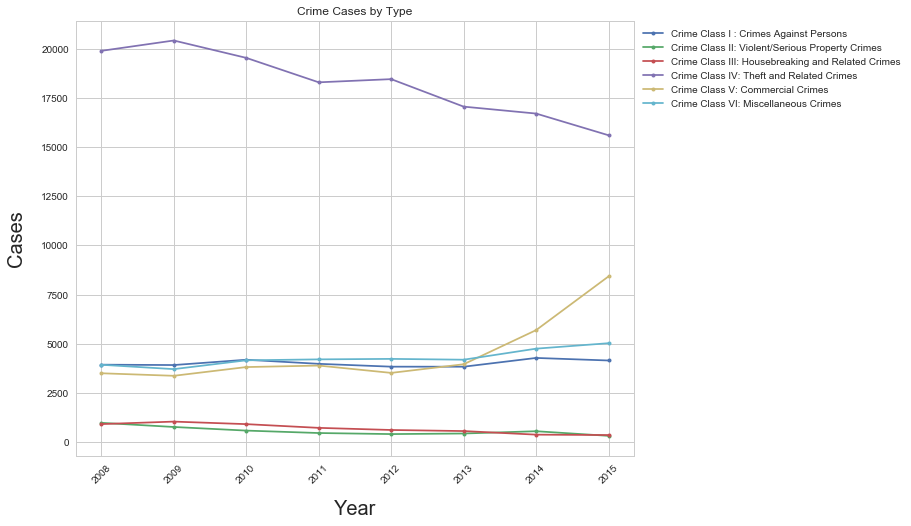 Crime Cases by Type
Crime Class I : Crimes Against Persons
Crime Class II: Violent/Serious Property Crimes
Crime Class III: Housebreaking and Related Crimes
Crime Class IV: Theft and Related Crimes
Crime Class V: Commercial Crimes
Crime Class VI: Miscellaneous Crimes
20000
17500
15000
12500
10000
7500
5000
2500
0
Cases
2008 2009 2010 2011 2012 2013 2014 2015
Year